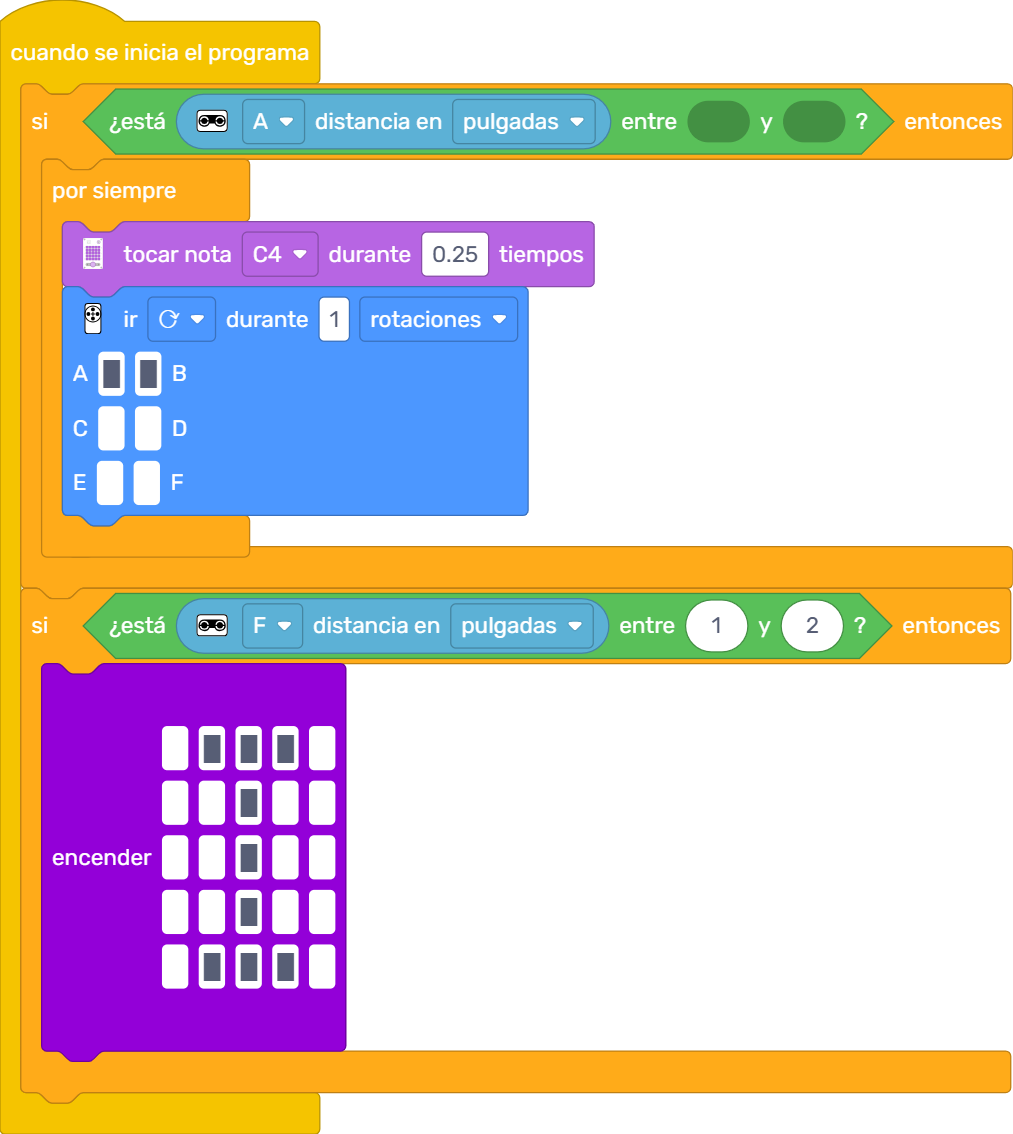 cuando se inicia el programa
si ¿está A distancia en pulgadas entre y ? entonces
por siempre
tocar nota C4 durante 0.25 tiempos
ir durante 1 rotaciones
A B
C D
E F
si ¿está F distancia en pulgadas entre 1 y 2 ? entonces
encender